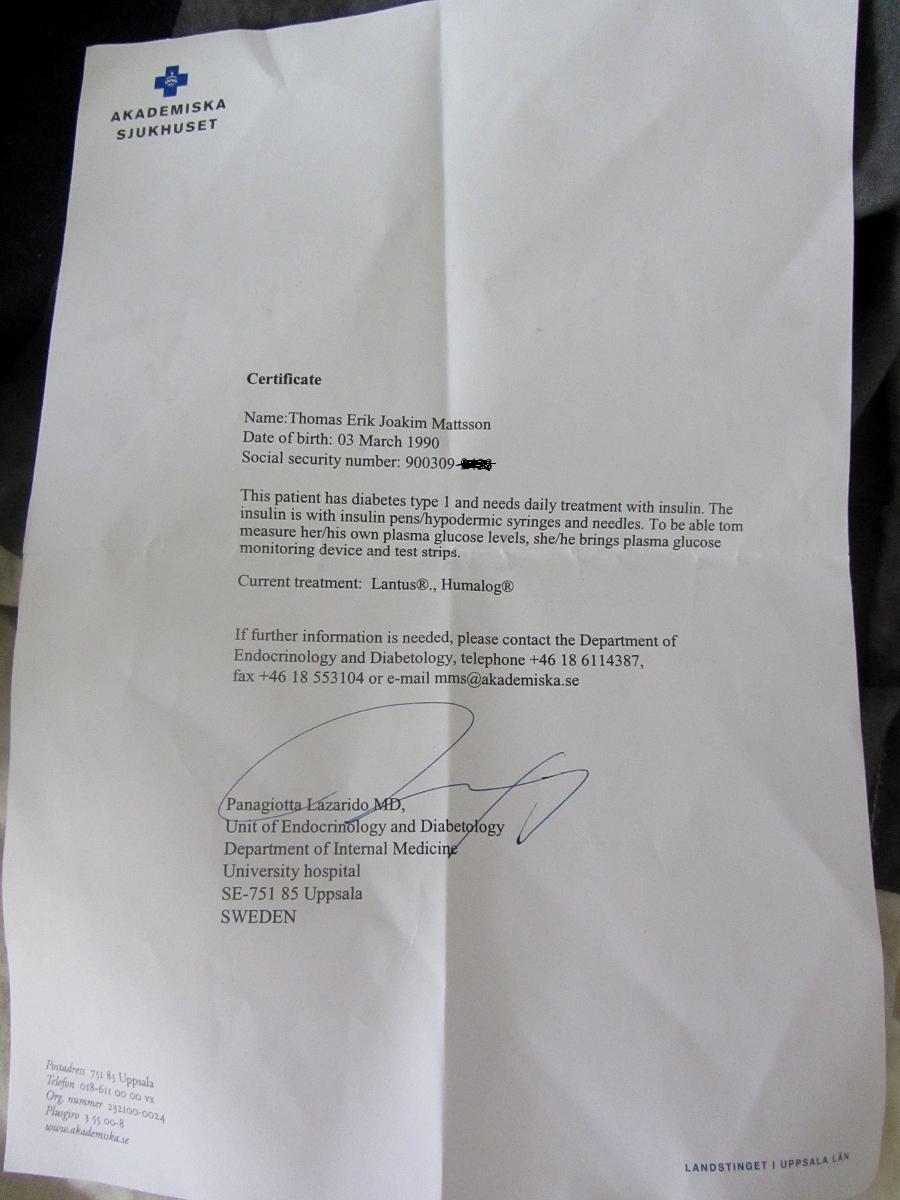 AKADEMISKA
SJUKHUSET
Certificate
Name:Thomas Erik Joakim Mattsson
Date of birth: 03 March 1990
Social security number: 900309-
This patient has diabetes type 1 and needs daily treatment with insulin. The
insulin is with insulin pens/hypodermic syringes and needles. To be able tom
measure her/his own plasma glucose levels, she/he brings plasma glucose
monitoring device and test strips.
Current treatment: Lantus®., Humalog®
If further information is needed, please contact the Department of
Endocrinology and Diabetology, telephone +46 18 6114387,
fax +46 18 553104 or e-mail mms@akademiska.se
Panagiotta Lazarido MD,
Unit of Endocrinology and Diabetology
Department of Internal Medicine
University hospital
SE-751 85 Uppsala
SWEDEN
Postadress 751 85 Uppsala
Telefon 018-611 00 00 vx
Org. nummer 232100-0024
Plusgiro 3 55 00-8
www.akademiska.se
LANDSTINGET I UPPSALA LÄN